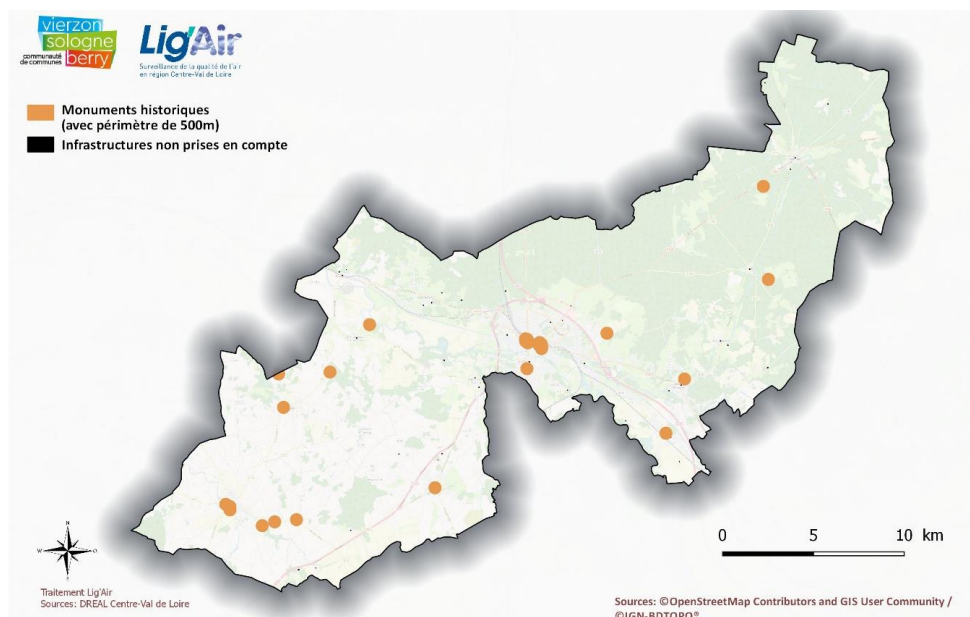 vierzon
sologne
communauté
de communes berry
Lig'Air
Surveillance de la qualité de l'air
en région Centre-Val de Loire
Monuments historiques
(avec périmètre de 500m)
Infrastructures non prises en compte
N
W
O
S
0 5 10 km
Traitement Lig'Air
Sources: DREAL Centre-Val de Loire
Sources: ©OpenStreetMap Contributors and GIS User Community /
©IGN-BDTOPO®